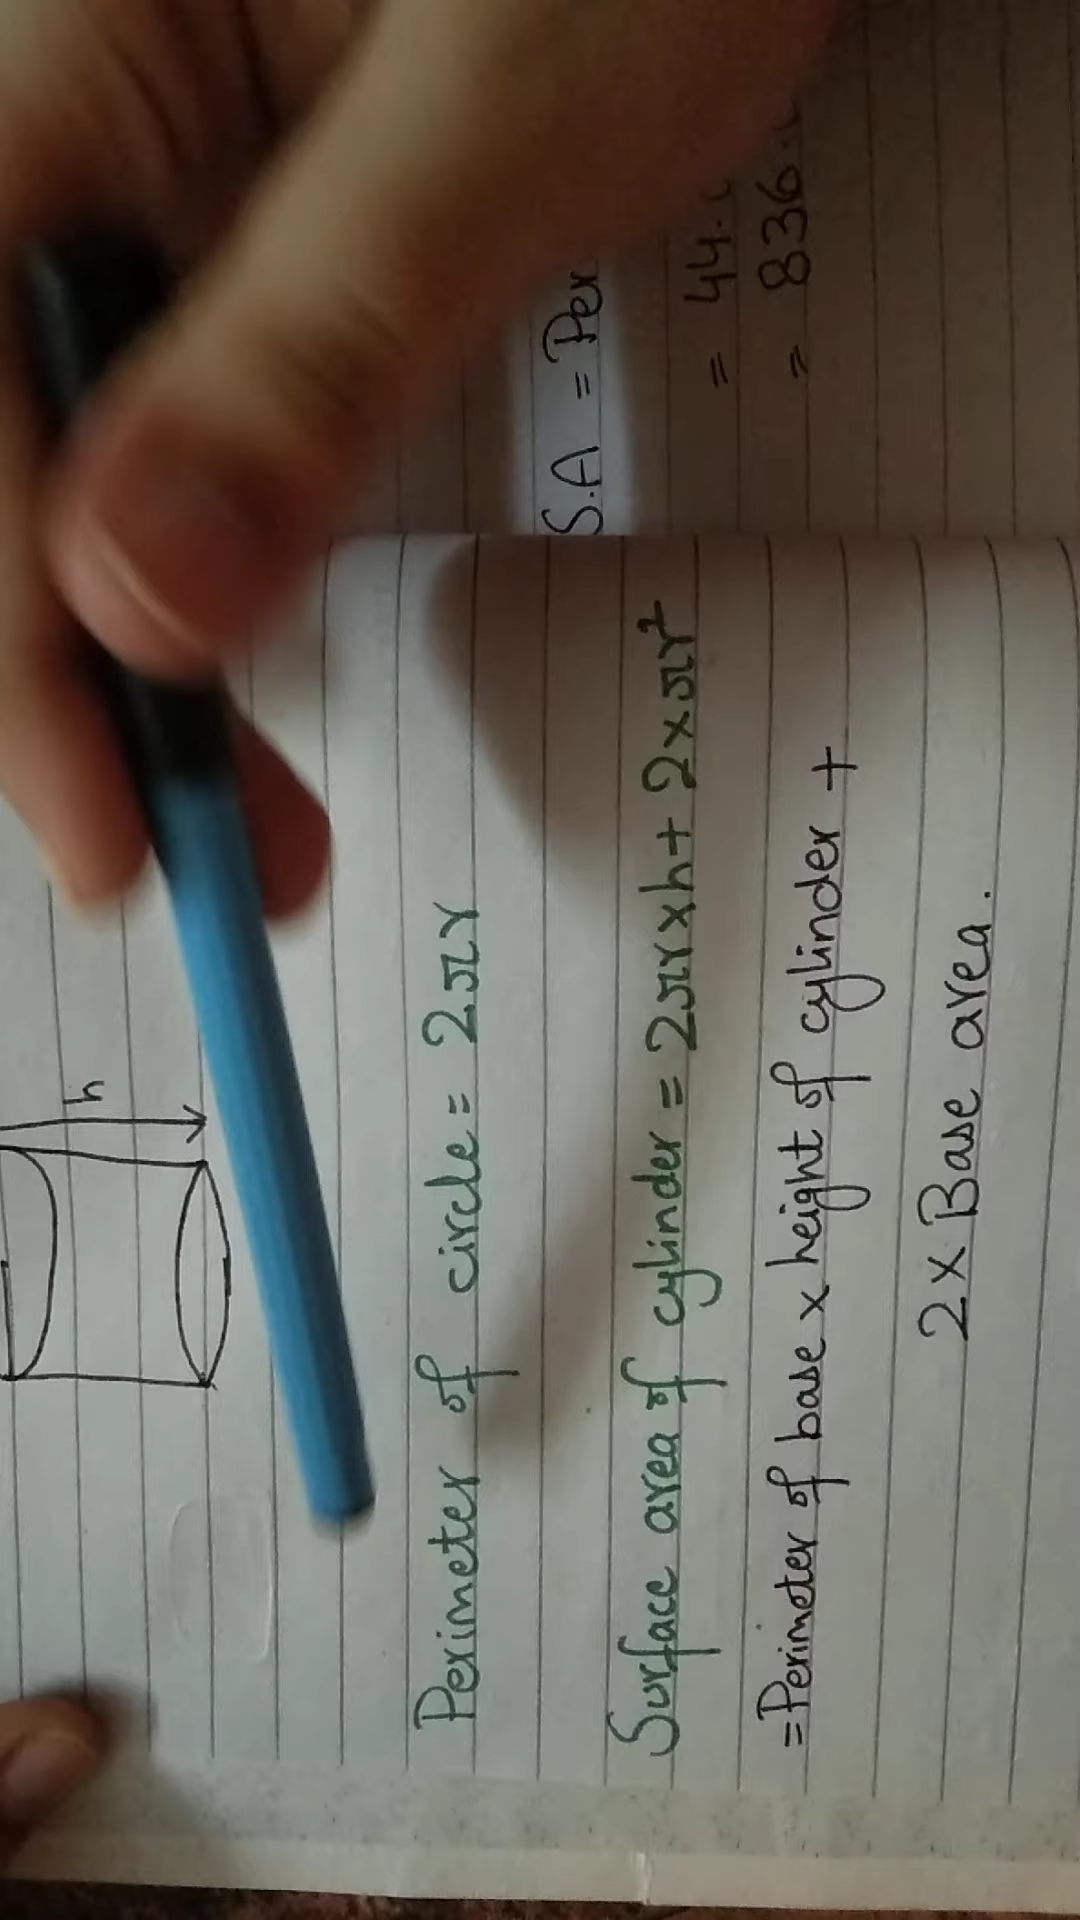 h
Perimeter of circle = 2πr
Surface area of cylinder = 2πr x h + 2 x πr²
= Perimeter of base x height of cylinder +
2 x Base area.
S.A = Per
= 44.
= 836.